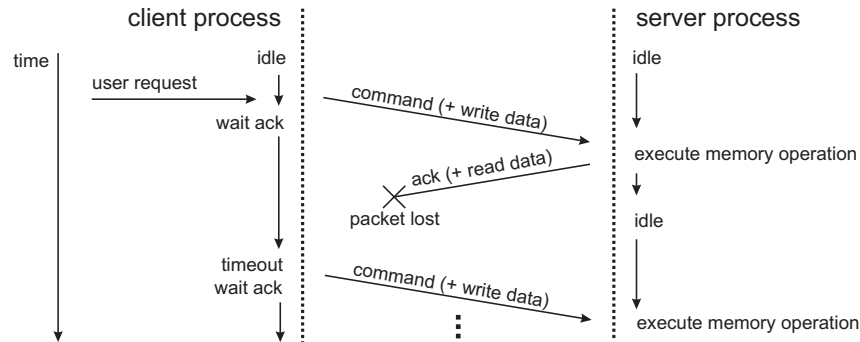 client process
server process
time
idle
idle
user request
command (+ write data)
wait ack
ack (+ read data)
execute memory operation
packet lost
idle
timeout
wait ack
command (+ write data)
execute memory operation